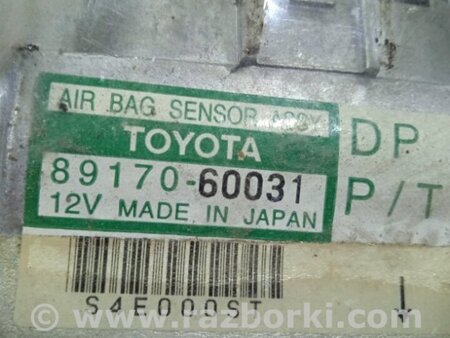 AIR BAG SENSOR ASSY
TOYOTA
89170-60031
12V MADE IN JAPAN
DP
P/T
S4E000ST
www.razborki.com